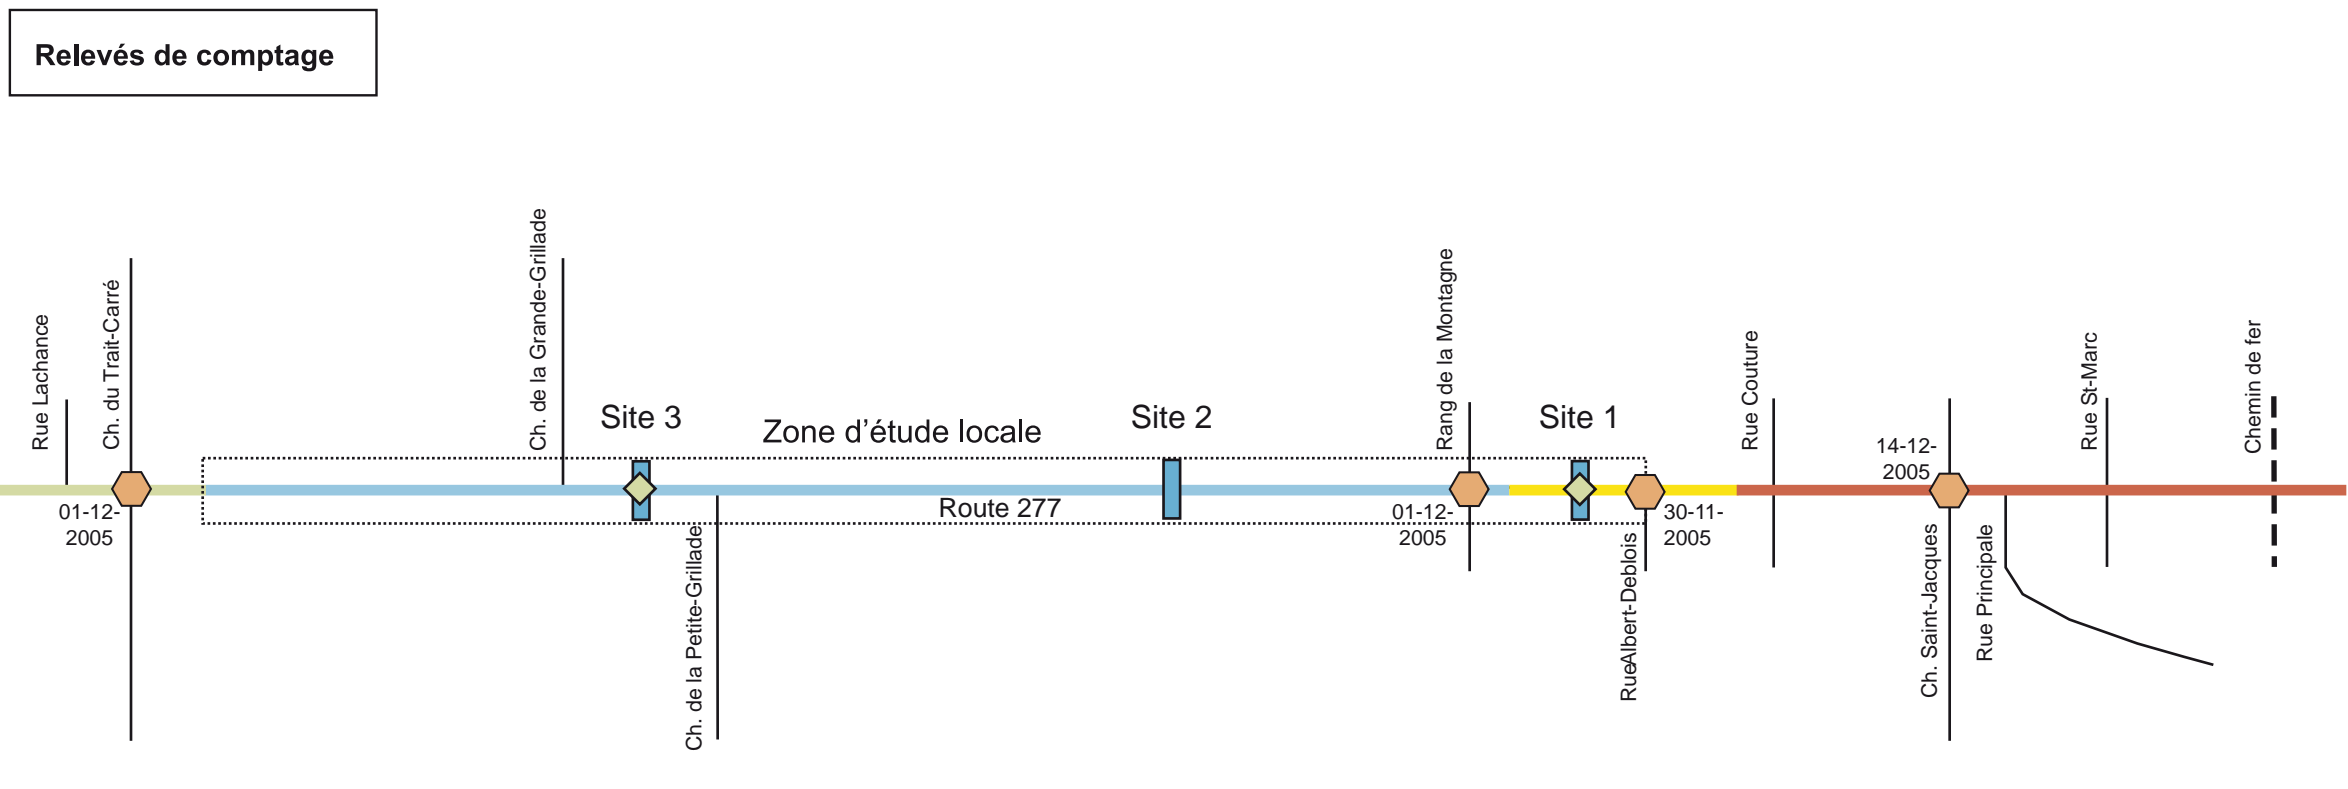 Relevés de comptage
Rue Lachance
Ch. du Trait-Carré
Ch. de la Grande-Grillade
Rang de la Montagne
Rue Couture
Rue St-Marc
Chemin de fer
Site 3
Zone d’étude locale
Site 2
Site 1
14-12-
2005
Route 277
01-12-
2005
01-12-
2005
30-11-
2005
Ch. de la Petite-Grillade
RueAlbert-Deblois
Ch. Saint-Jacques
Rue Principale